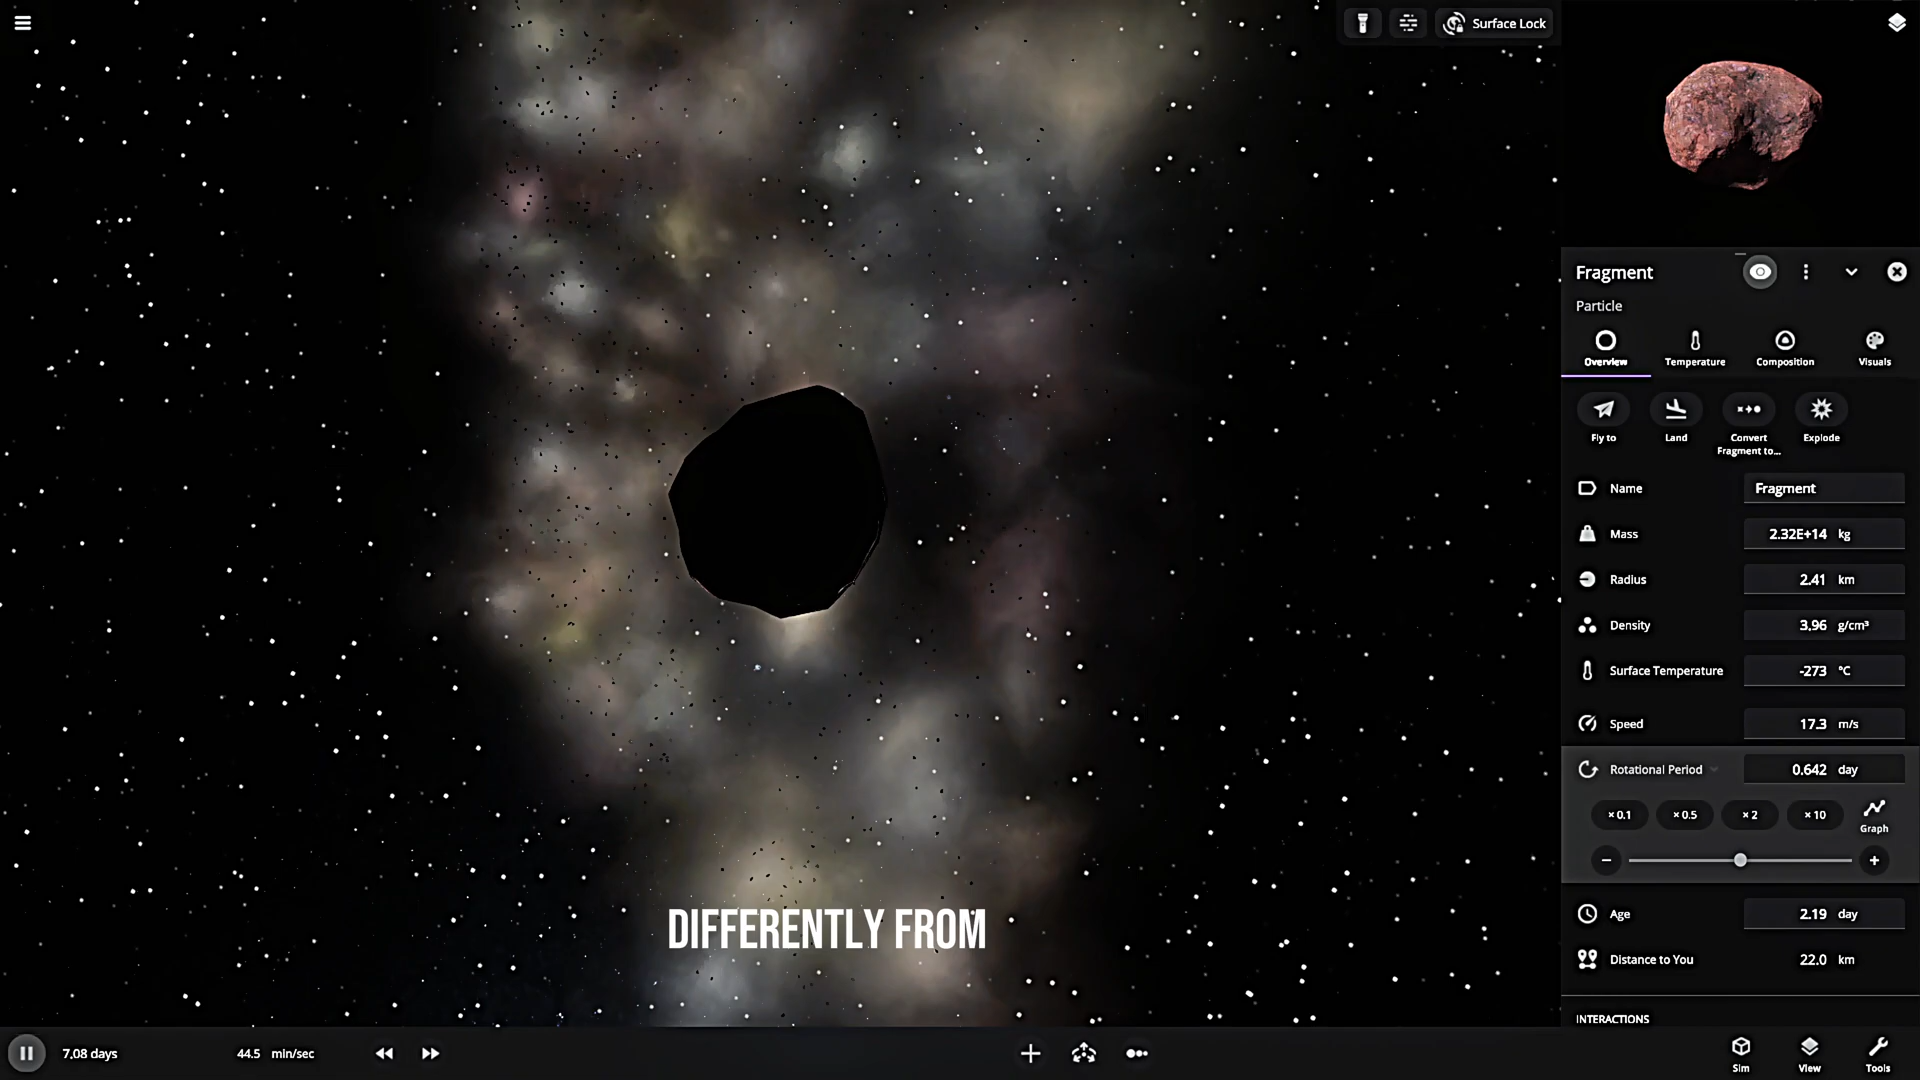 Surface Lock
Fragment
Particle
Overview Temperature Composition Visuals
Fly to Land Convert Explode
Fragment to...
Name Fragment
Mass 2.32E+14 kg
Radius 2.41 km
Density 3.96 g/cm³
Surface Temperature -273 °C
Speed 17.3 m/s
Rotational Period 0.642 day
×0.1 ×0.5 ×2 ×10 Graph
Age 2.19 day
Distance to You 22.0 km
INTERACTIONS
DIFFERENTLY FROM
7.08 days 44.5 min/sec
Sim View Tools